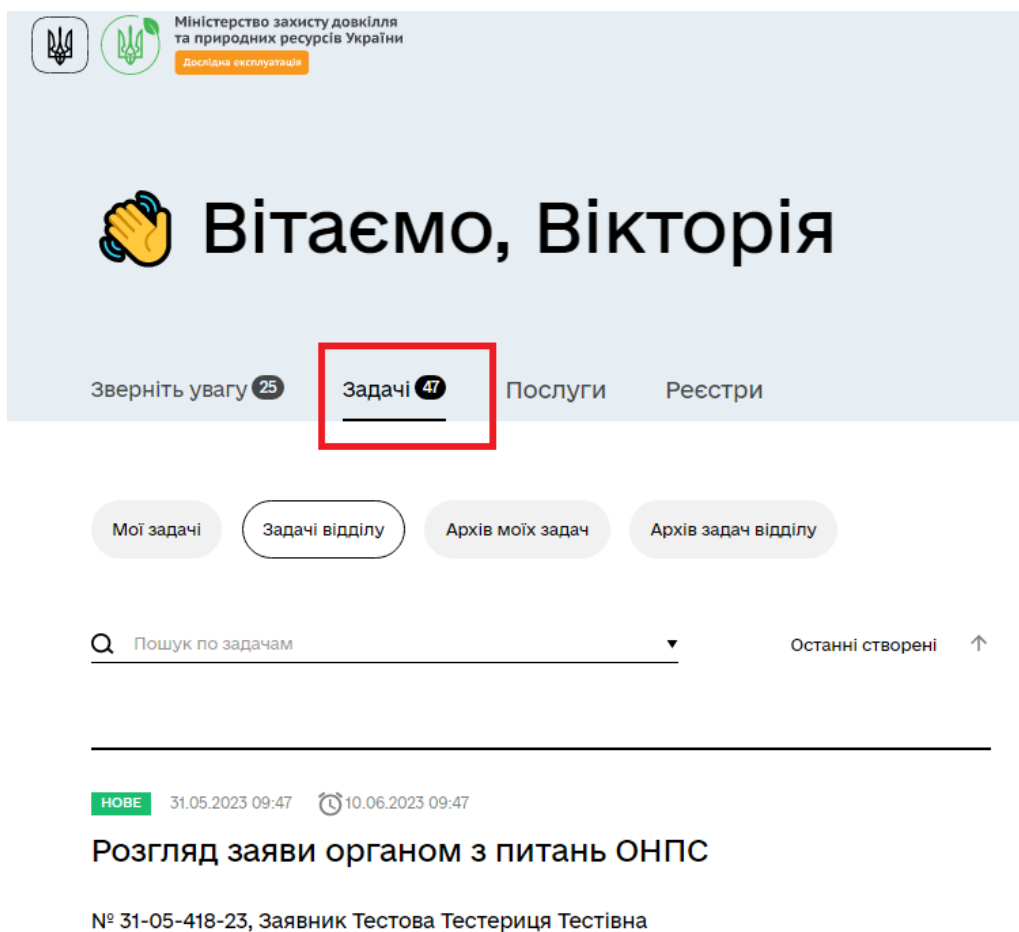 Міністерство захисту довкілля
та природних ресурсів України
Дослідна експлуатація
Вітаємо, Вікторія
Зверніть увагу 25 Задачі 47 Послуги Реєстри
Мої задачі Задачі відділу Архів моїх задач Архів задач відділу
Пошук по задачам Останні створені
НОВЕ 31.05.2023 09:47 10.06.2023 09:47
Розгляд заяви органом з питань ОНПС
№ 31-05-418-23, Заявник Тестова Тестериця Тестівна